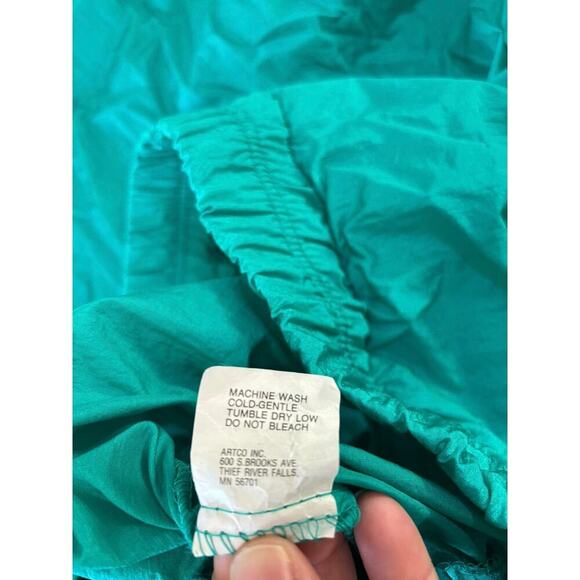 MACHINE WASH
COLD-GENTLE
TUMBLE DRY LOW
DO NOT BLEACH
ARTCO INC.
600 S.BROOKS AVE.
THIEF RIVER FALLS,
MN 56701